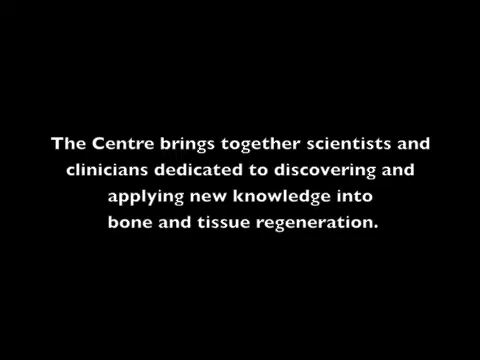 The Centre brings together scientists and
clinicians dedicated to discovering and
applying new knowledge into
bone and tissue regeneration.